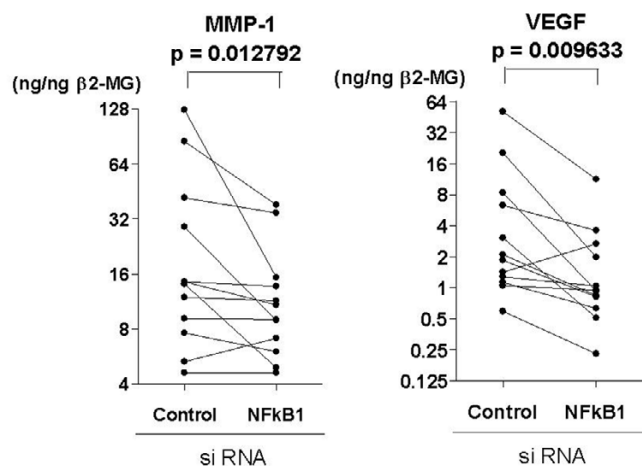 MMP-1
p = 0.012792
(ng/ng β2-MG)
128
64
32
16
8
4
Control NFkB1
si RNA
VEGF
p = 0.009633
(ng/ng β2-MG)
64
32
16
8
4
2
1
0.5
0.25
0.125
Control NFkB1
si RNA